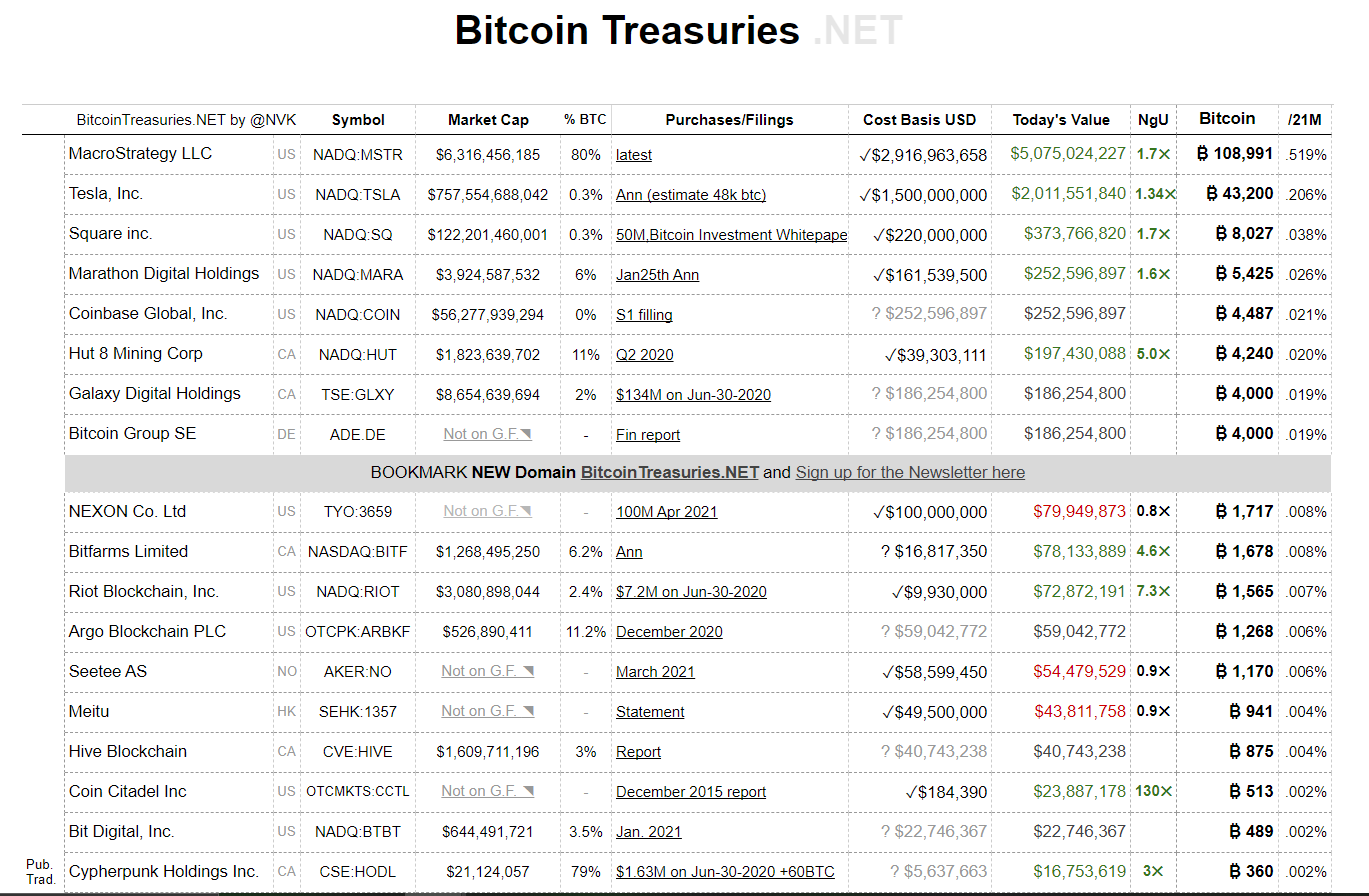 Bitcoin Treasuries .NET
BitcoinTreasuries.NET by @NVK Symbol Market Cap % BTC Purchases/Filings Cost Basis USD Today's Value NgU Bitcoin /21M
MacroStrategy LLC US NADQ:MSTR $6,316,456,185 80% latest ✓$2,916,963,658 $5,075,024,227 1.7✕ ₿ 108,991 .519%
Tesla, Inc. US NADQ:TSLA $757,554,688,042 0.3% Ann (estimate 48k btc) ✓$1,500,000,000 $2,011,551,840 1.34✕ ₿ 43,200 .206%
Square inc. US NADQ:SQ $122,201,460,001 0.3% 50M,Bitcoin Investment Whitepape ✓$220,000,000 $373,766,820 1.7✕ ₿ 8,027 .038%
Marathon Digital Holdings US NADQ:MARA $3,924,587,532 6% Jan25th Ann ✓$161,539,500 $252,596,897 1.6✕ ₿ 5,425 .026%
Coinbase Global, Inc. US NADQ:COIN $56,277,939,294 0% S1 filling ? $252,596,897 $252,596,897 ₿ 4,487 .021%
Hut 8 Mining Corp CA NADQ:HUT $1,823,639,702 11% Q2 2020 ✓$39,303,111 $197,430,088 5.0✕ ₿ 4,240 .020%
Galaxy Digital Holdings CA TSE:GLXY $8,654,639,694 2% $134M on Jun-30-2020 ? $186,254,800 $186,254,800 ₿ 4,000 .019%
Bitcoin Group SE DE ADE.DE Not on G.F.◥ - Fin report ? $186,254,800 $186,254,800 ₿ 4,000 .019%
BOOKMARK NEW Domain BitcoinTreasuries.NET and Sign up for the Newsletter here
NEXON Co. Ltd US TYO:3659 Not on G.F.◥ - 100M Apr 2021 ✓$100,000,000 $79,949,873 0.8✕ ₿ 1,717 .008%
Bitfarms Limited CA NASDAQ:BITF $1,268,495,250 6.2% Ann ? $16,817,350 $78,133,889 4.6✕ ₿ 1,678 .008%
Riot Blockchain, Inc. US NADQ:RIOT $3,080,898,044 2.4% $7.2M on Jun-30-2020 ✓$9,930,000 $72,872,191 7.3✕ ₿ 1,565 .007%
Argo Blockchain PLC US OTCPK:ARBKF $526,890,411 11.2% December 2020 ? $59,042,772 $59,042,772 ₿ 1,268 .006%
Seetee AS NO AKER:NO Not on G.F. ◥ - March 2021 ✓$58,599,450 $54,479,529 0.9✕ ₿ 1,170 .006%
Meitu HK SEHK:1357 Not on G.F. ◥ - Statement ✓$49,500,000 $43,811,758 0.9✕ ₿ 941 .004%
Hive Blockchain CA CVE:HIVE $1,609,711,196 3% Report ? $40,743,238 $40,743,238 ₿ 875 .004%
Coin Citadel Inc US OTCMKTS:CCTL Not on G.F. ◥ - December 2015 report ✓$184,390 $23,887,178 130✕ ₿ 513 .002%
Bit Digital, Inc. US NADQ:BTBT $644,491,721 3.5% Jan. 2021 ? $22,746,367 $22,746,367 ₿ 489 .002%
Pub. Trad. Cypherpunk Holdings Inc. CA CSE:HODL $21,124,057 79% $1.63M on Jun-30-2020 +60BTC ? $5,637,663 $16,753,619 3✕ ₿ 360 .002%